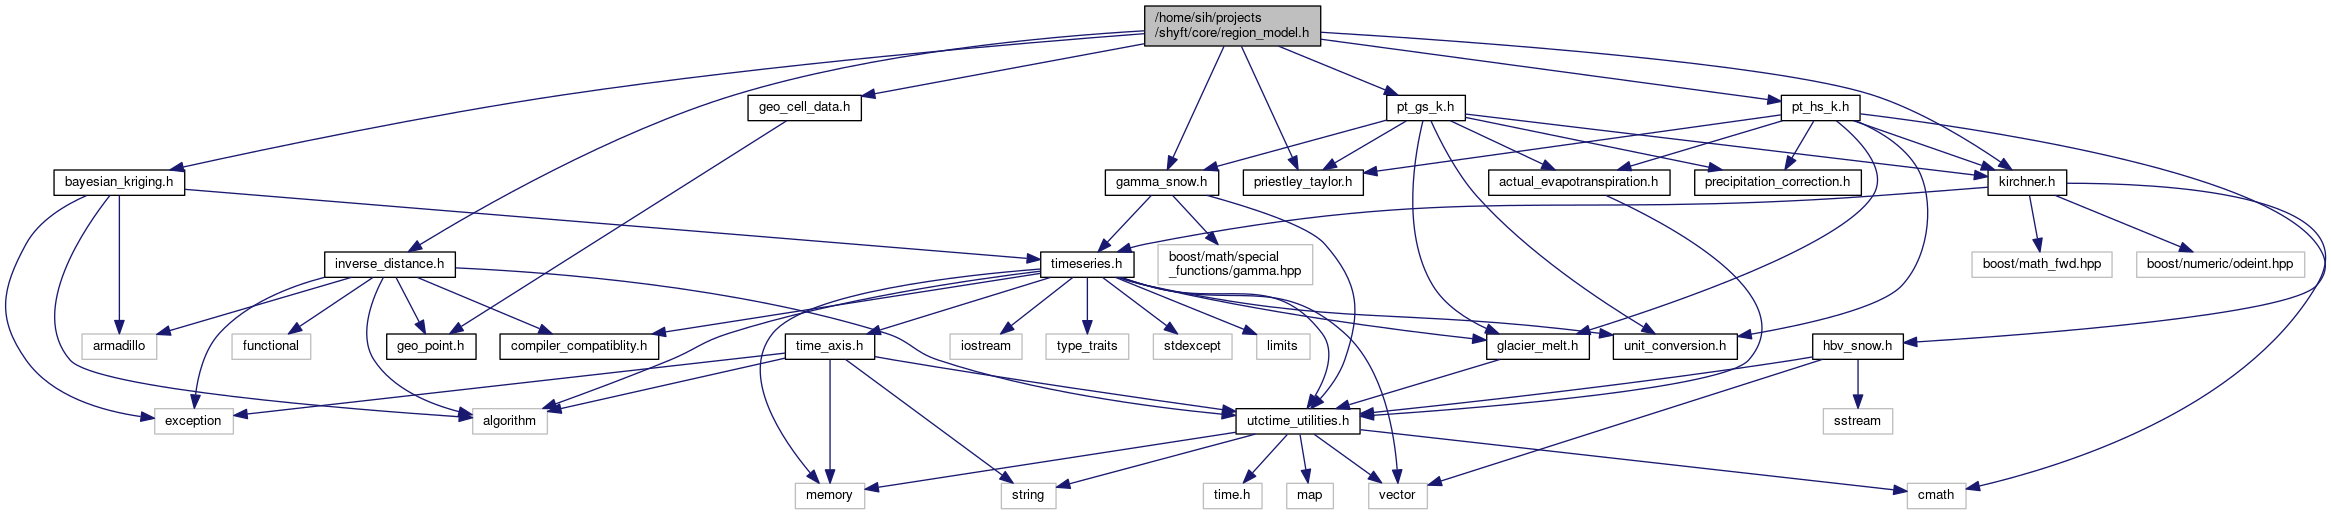 /home/sih/projects
/shyft/core/region_model.h
geo_cell_data.h
pt_gs_k.h
pt_hs_k.h
bayesian_kriging.h
gamma_snow.h
priestley_taylor.h
actual_evapotranspiration.h
precipitation_correction.h
kirchner.h
inverse_distance.h
timeseries.h
boost/math/special
_functions/gamma.hpp
boost/math_fwd.hpp
boost/numeric/odeint.hpp
armadillo
functional
geo_point.h
compiler_compatiblity.h
time_axis.h
iostream
type_traits
stdexcept
limits
glacier_melt.h
unit_conversion.h
hbv_snow.h
exception
algorithm
utctime_utilities.h
sstream
memory
string
time.h
map
vector
cmath